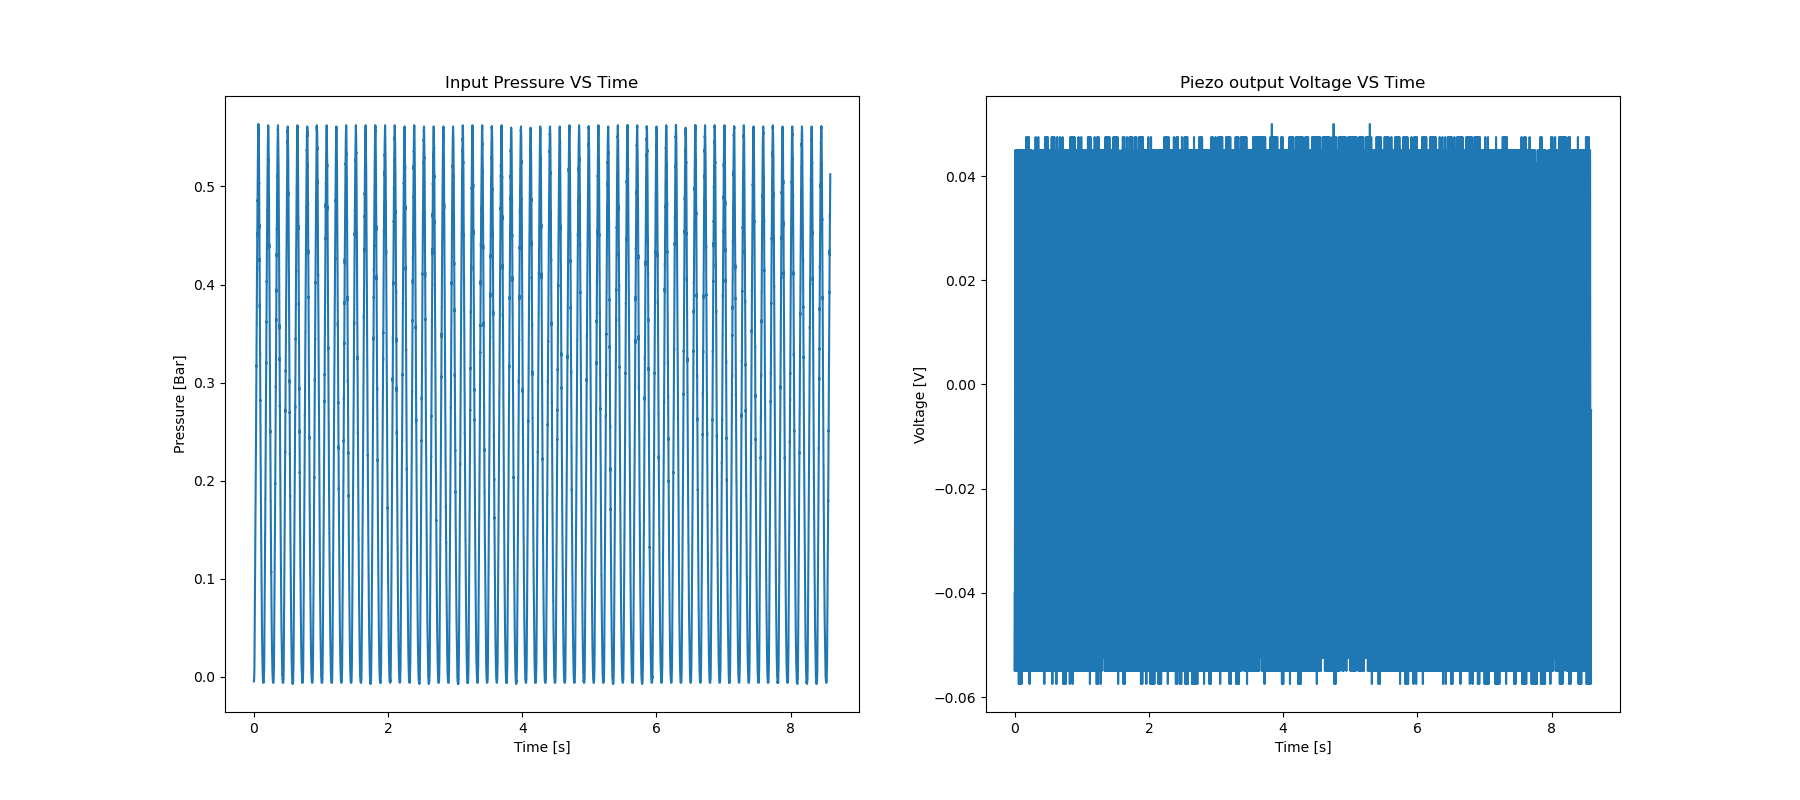 Input Pressure VS Time
Pressure [Bar]
0.5
0.4
0.3
0.2
0.1
0.0
0 2 4 6 8
Time [s]
Piezo output Voltage VS Time
Voltage [V]
0.04
0.02
0.00
−0.02
−0.04
−0.06
0 2 4 6 8
Time [s]